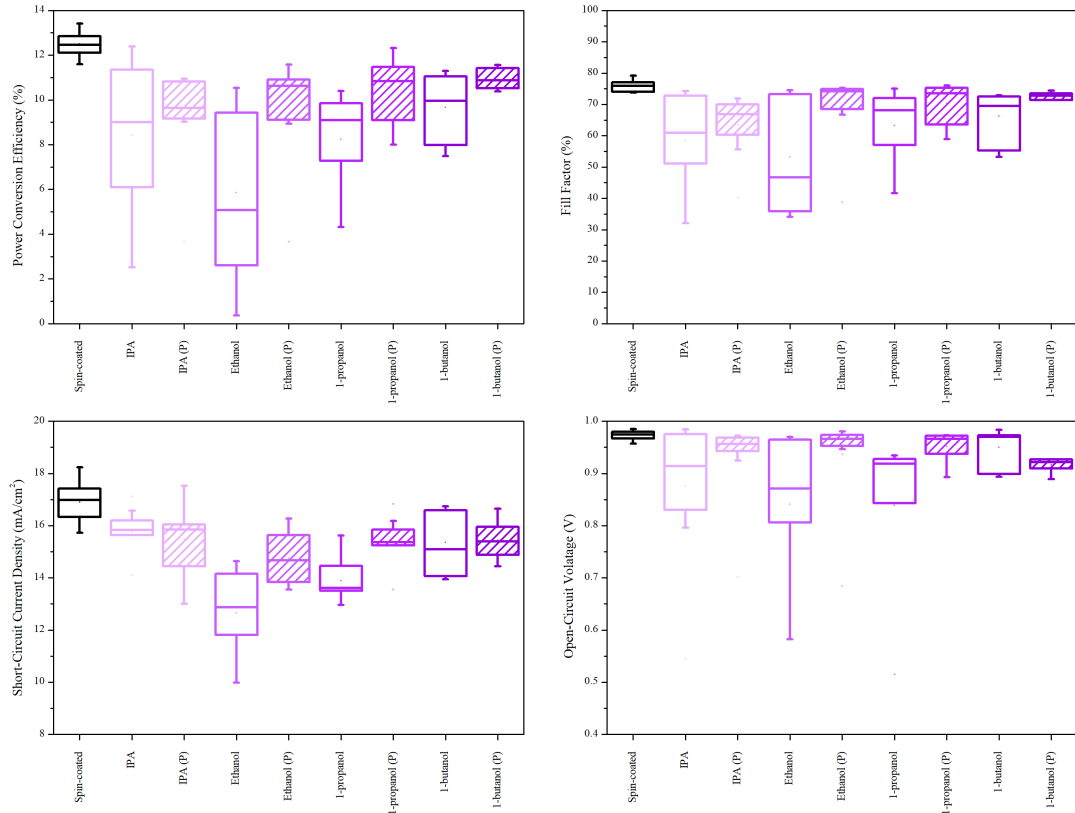 14
12
10
8
6
4
2
0
Power Conversion Efficiency (%)
Spin-coated
IPA
IPA (P)
Ethanol
Ethanol (P)
1-propanol
1-propanol (P)
1-butanol
1-butanol (P)
100
90
80
70
60
50
40
30
20
10
0
Fill Factor (%)
Spin-coated
IPA
IPA (P)
Ethanol
Ethanol (P)
1-propanol
1-propanol (P)
1-butanol
1-butanol (P)
20
18
16
14
12
10
8
Short-Circuit Current Density (mA/cm²)
Spin-coated
IPA
IPA (P)
Ethanol
Ethanol (P)
1-propanol
1-propanol (P)
1-butanol
1-butanol (P)
1.0
0.9
0.8
0.7
0.6
0.5
0.4
Open-Circuit Volatage (V)
Spin-coated
IPA
IPA (P)
Ethanol
Ethanol (P)
1-propanol
1-propanol (P)
1-butanol
1-butanol (P)